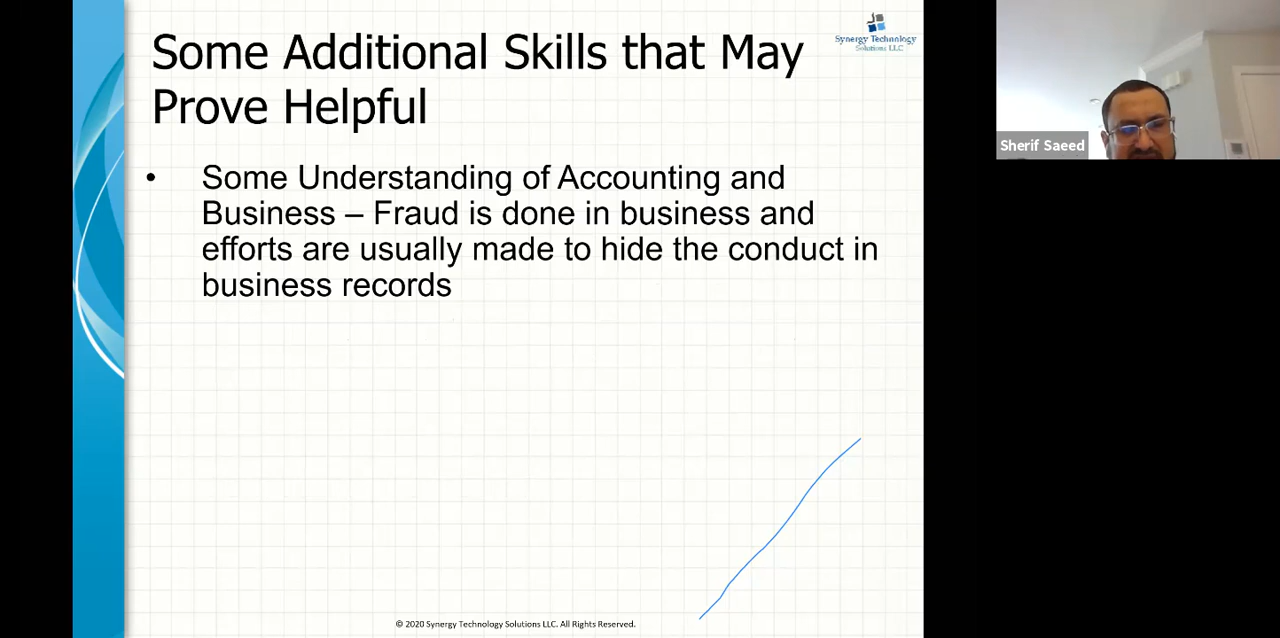 Some Additional Skills that May
Prove Helpful
Synergy Technology
Solutions LLC
• Some Understanding of Accounting and
Business – Fraud is done in business and
efforts are usually made to hide the conduct in
business records
© 2020 Synergy Technology Solutions LLC. All Rights Reserved.
Sherif Saeed